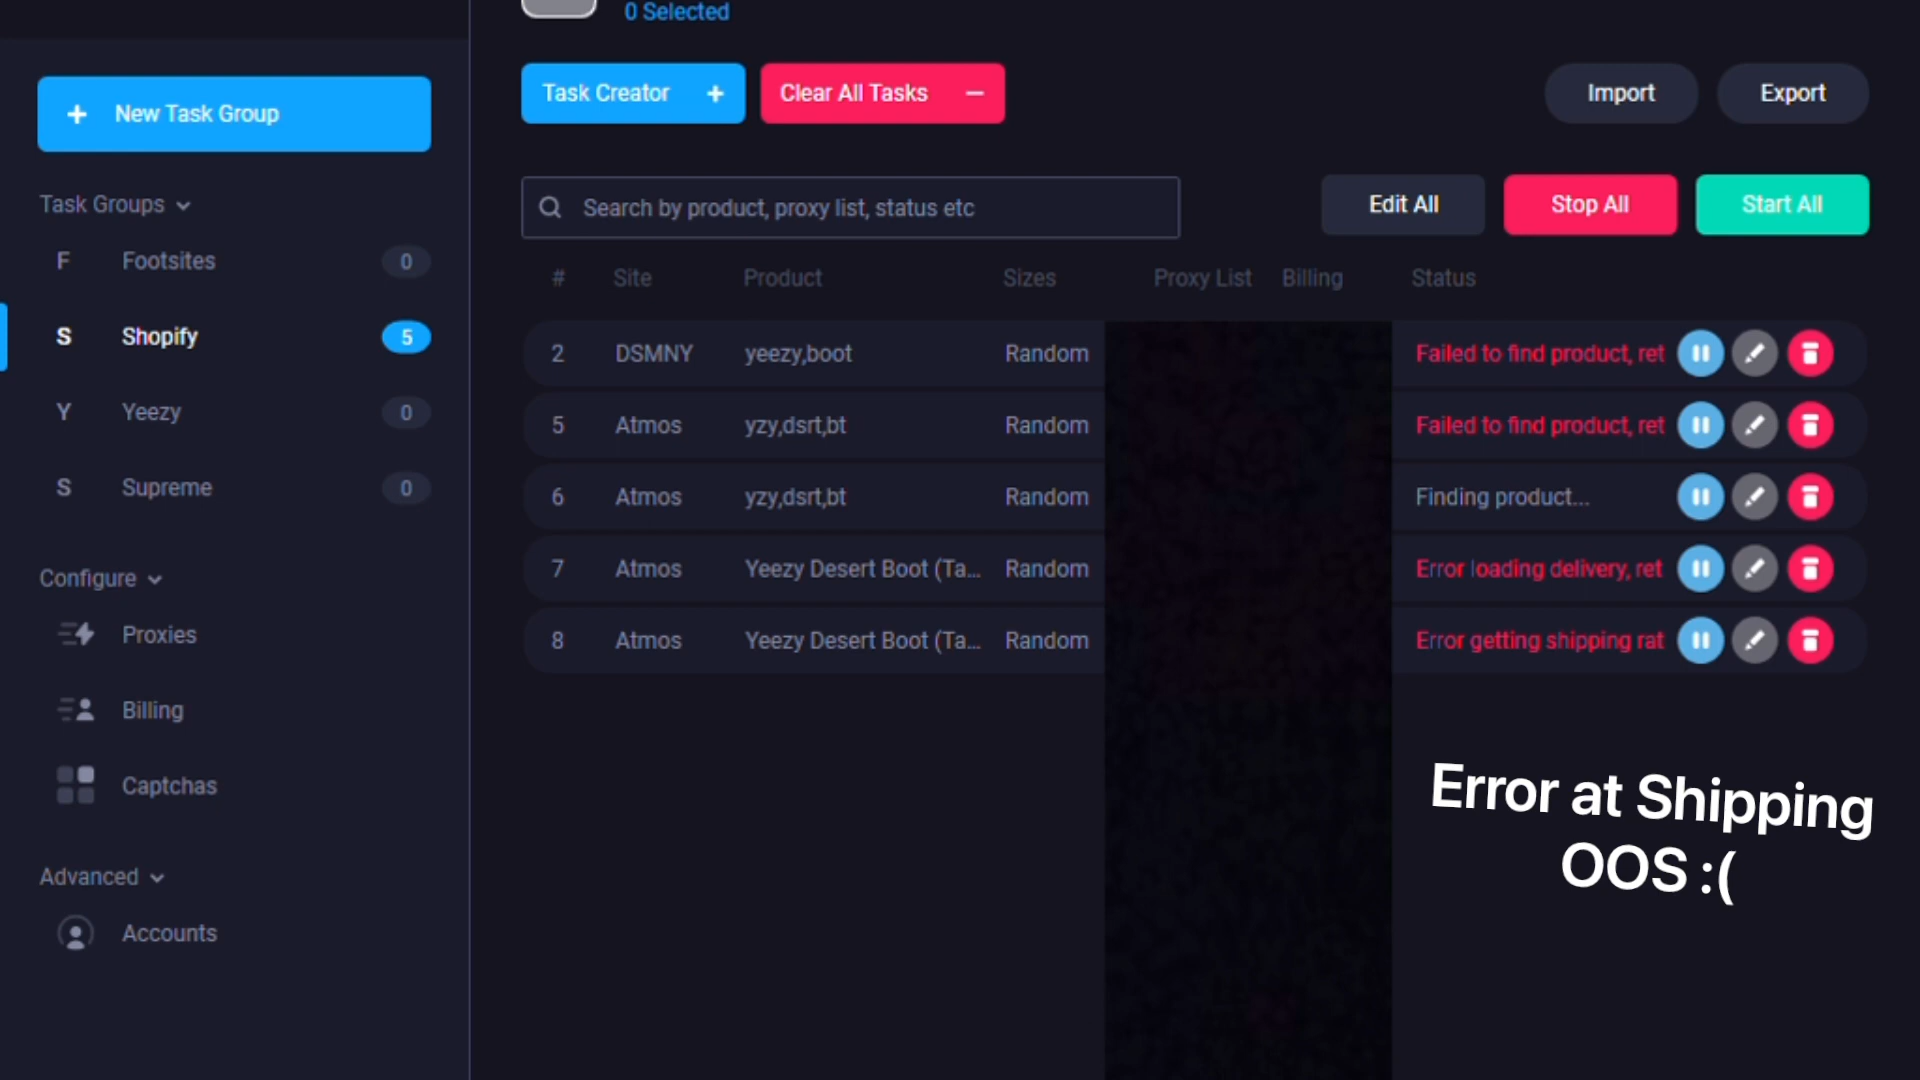 0 Selected
Task Creator +
Clear All Tasks −
Import
Export
+ New Task Group
Task Groups
F Footsites 0
S Shopify 5
Y Yeezy 0
S Supreme 0
Configure
Proxies
Billing
Captchas
Advanced
Accounts
Search by product, proxy list, status etc
Edit All
Stop All
Start All
# Site Product Sizes Proxy List Billing Status
2 DSMNY yeezy,boot Random Failed to find product, ret
5 Atmos yzy,dsrt,bt Random Failed to find product, ret
6 Atmos yzy,dsrt,bt Random Finding product...
7 Atmos Yeezy Desert Boot (Ta... Random Error loading delivery, ret
8 Atmos Yeezy Desert Boot (Ta... Random Error getting shipping rat
Error at Shipping
OOS :(